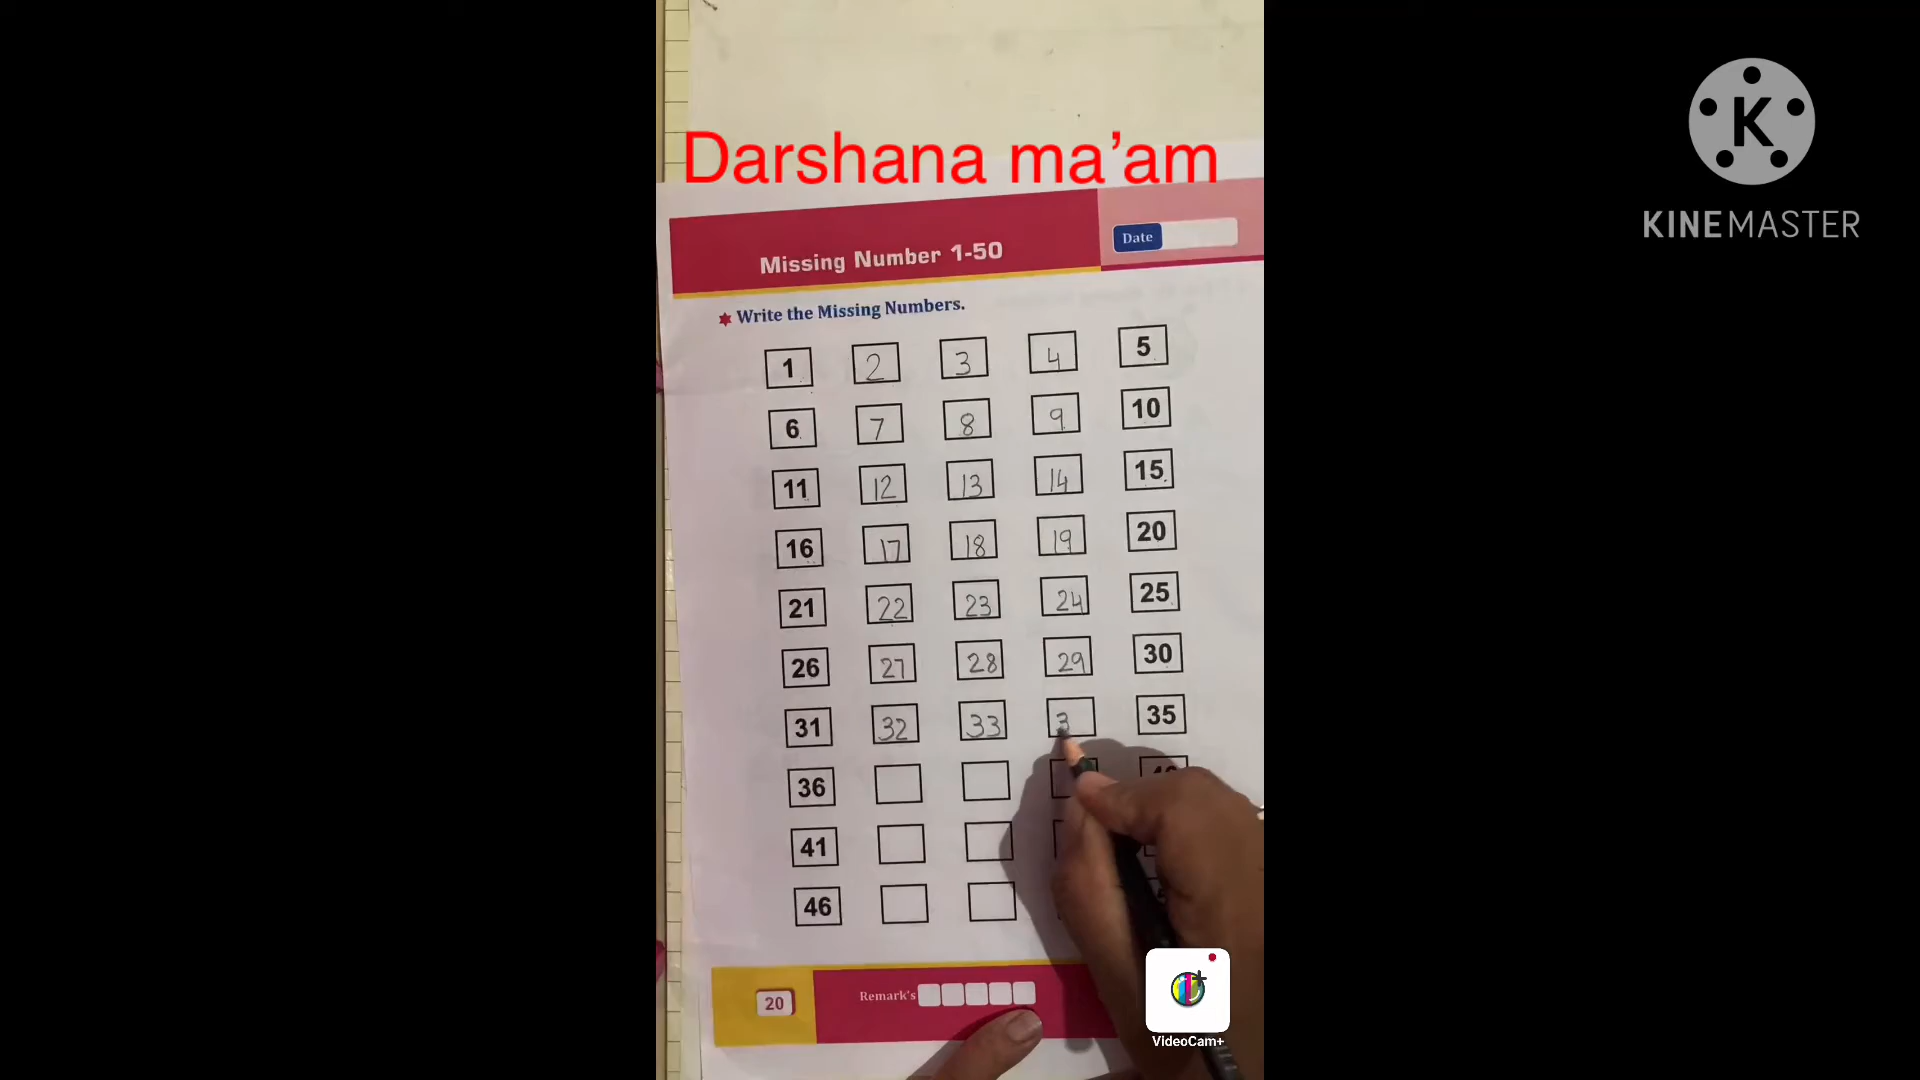 Darshana ma’am
K
KINEMASTER
Missing Number 1-50
Date
Write the Missing Numbers.
1 2 3 4 5
6 7 8 9 10
11 12 13 14 15
16 17 18 19 20
21 22 23 24 25
26 27 28 29 30
31 32 33 3 35
36
41
46
20
Remark's
VideoCam+